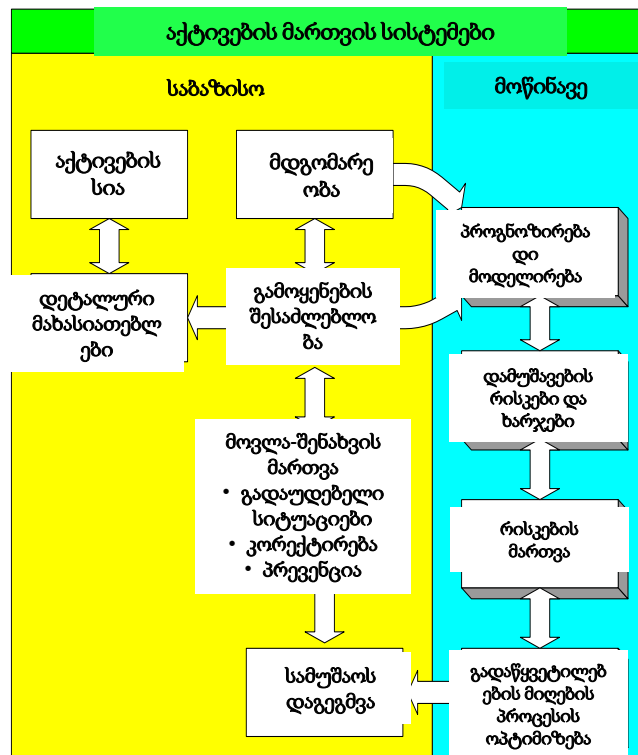 აქტივების მართვის სისტემები
საბაზისო
მოწინავე
აქტივების
სია
მდგომარე
ობა
პროგნოზირება
დი
მოდელირება
დეტალური
მახასიათებლ
ები
გამოყენების
შესაძლებლო
ბა
დამუშავების
რისკები და
ხარჯები
მოვლა-შენახვის
მართვა
• გადაუდებელი
სიტუაციები
• კორექტირება
• პრევენცია
რისკების
მართვა
სამუშაოს
დაგეგმვა
გადაწყვეტილებ
ების მიღების
პროცესის
ოპტიმიზება